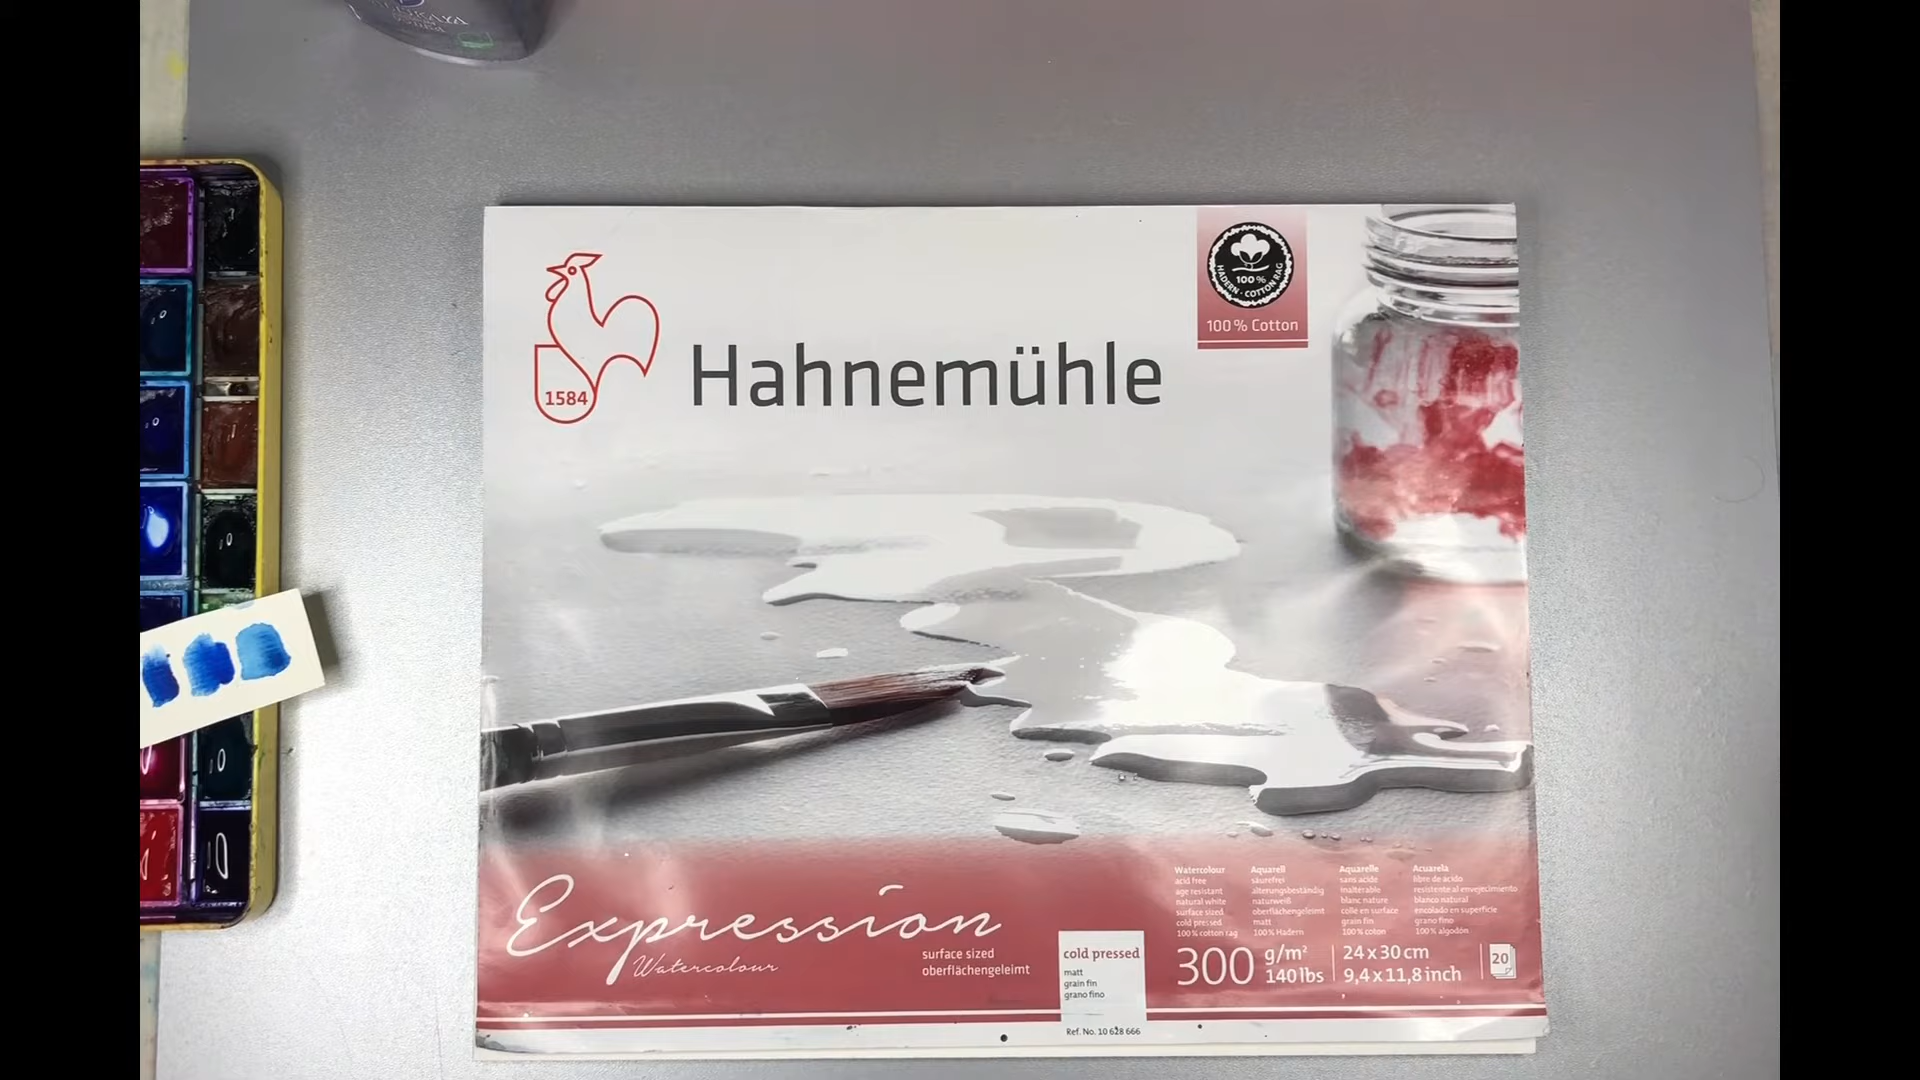 100%
HADERN · COTTON RAG
100% Cotton
Hahnemühle
1584
Expression
Watercolour
surface sized
oberflächengeleimt
cold pressed
matt
grain fin
grano fino
Watercolour
acid free
age resistant
natural white
surface sized
cold pressed
100% cotton rag
Aquarell
säurefrei
alterungsbeständig
naturweiß
oberflächengeleimt
matt
100% Hadern
Aquarelle
sans acide
inaltérable
blanc nature
collé en surface
grain fin
100% coton
Acuarela
libre de ácido
resistente al envejecimiento
blanco natural
encolado en superficie
grano fino
100% algodón
300 g/m²
140lbs
24 x 30 cm
9,4 x 11,8 inch
20
Ref. No. 10 628 666